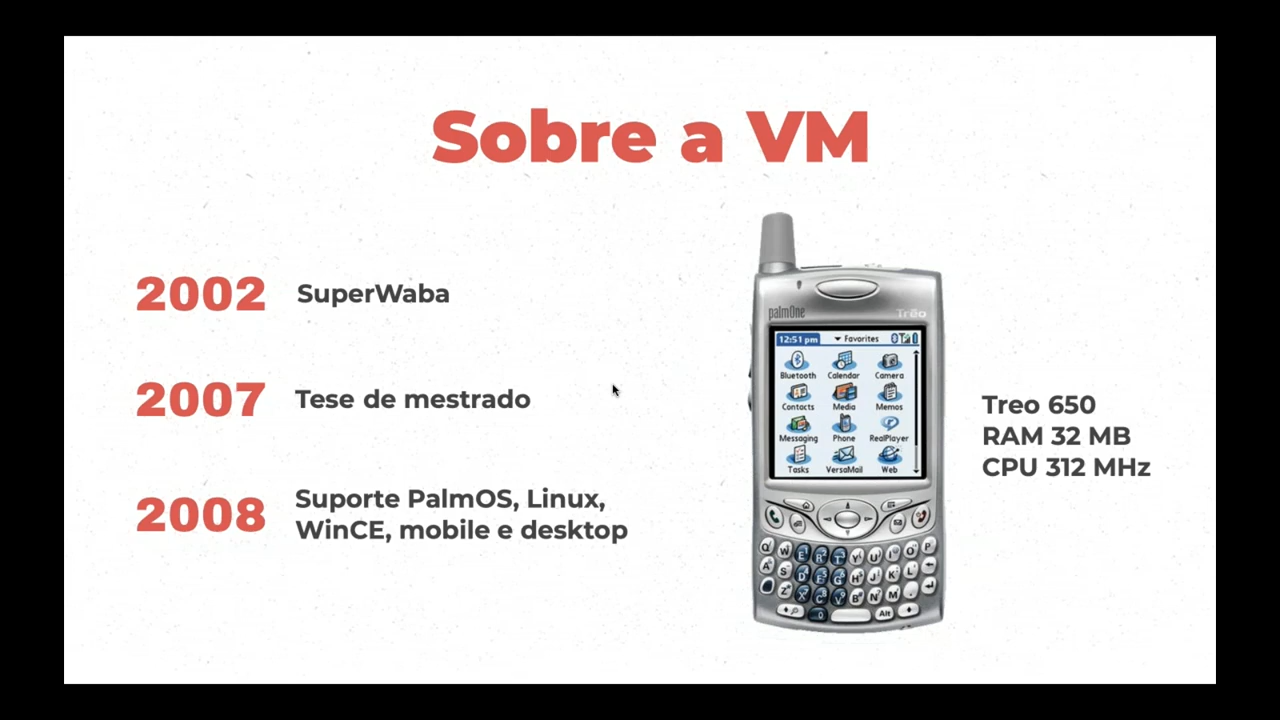 Sobre a VM
2002 SuperWaba
2007 Tese de mestrado
2008 Suporte PalmOS, Linux,
WinCE, mobile e desktop
palmOne Treo
12:51 pm Favorites
Bluetooth Calendar Camera
Contacts Media Memos
Messaging Phone RealPlayer
Tasks VersaMail Web
Alt
Treo 650
RAM 32 MB
CPU 312 MHz